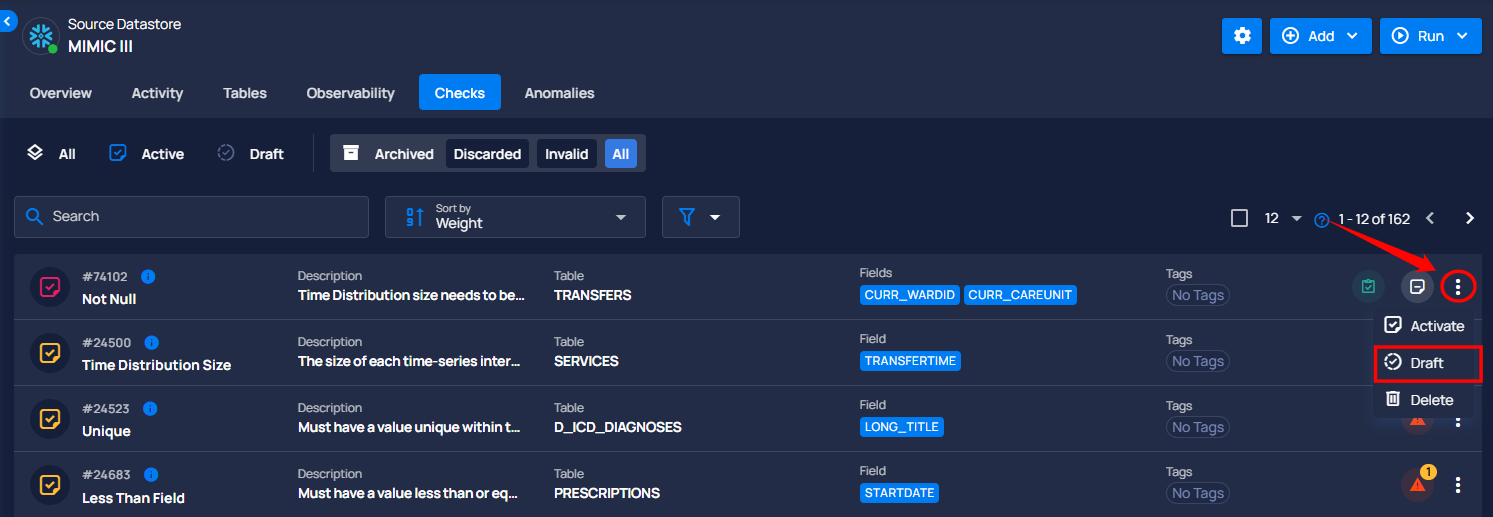 Source Datastore
MIMIC III
Add
Run
Overview Activity Tables Observability Checks Anomalies
All Active Draft Archived Discarded Invalid All
Search
Sort by
Weight
12
1 - 12 of 162
#74102
Not Null
Description
Time Distribution size needs to be...
Table
TRANSFERS
Fields
CURR_WARDID CURR_CAREUNIT
Tags
No Tags
Activate
Draft
Delete
#24500
Time Distribution Size
Description
The size of each time-series inter...
Table
SERVICES
Field
TRANSFERTIME
Tags
No Tags
#24523
Unique
Description
Must have a value unique within t...
Table
D_ICD_DIAGNOSES
Field
LONG_TITLE
Tags
No Tags
#24683
Less Than Field
Description
Must have a value less than or eq...
Table
PRESCRIPTIONS
Field
STARTDATE
Tags
No Tags
1